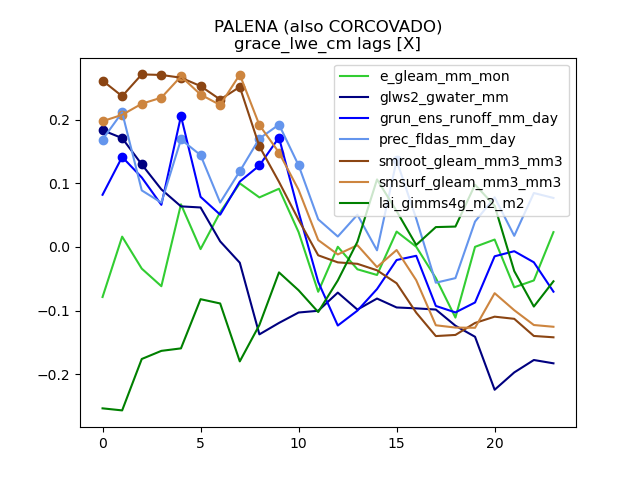 PALENA (also CORCOVADO)
grace_lwe_cm lags [X]
e_gleam_mm_mon
glws2_gwater_mm
grun_ens_runoff_mm_day
prec_fldas_mm_day
smroot_gleam_mm3_mm3
smsurf_gleam_mm3_mm3
lai_gimms4g_m2_m2
0.2
0.1
0.0
−0.1
−0.2
0 5 10 15 20